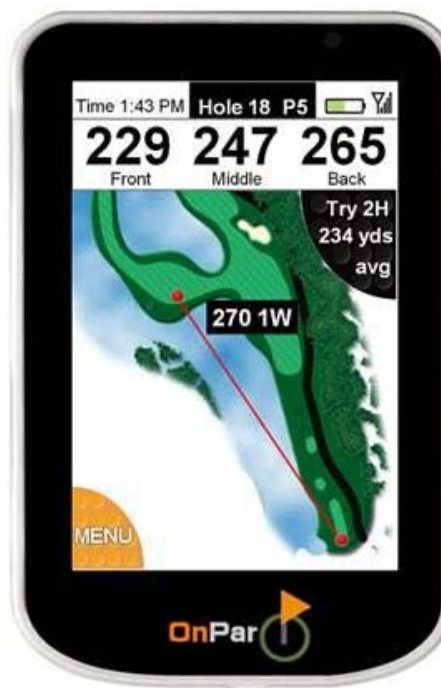 Time 1:43 PM Hole 18 P5
229 247 265
Front Middle Back
Try 2H
234 yds
avg
270 1W
MENU
OnPar